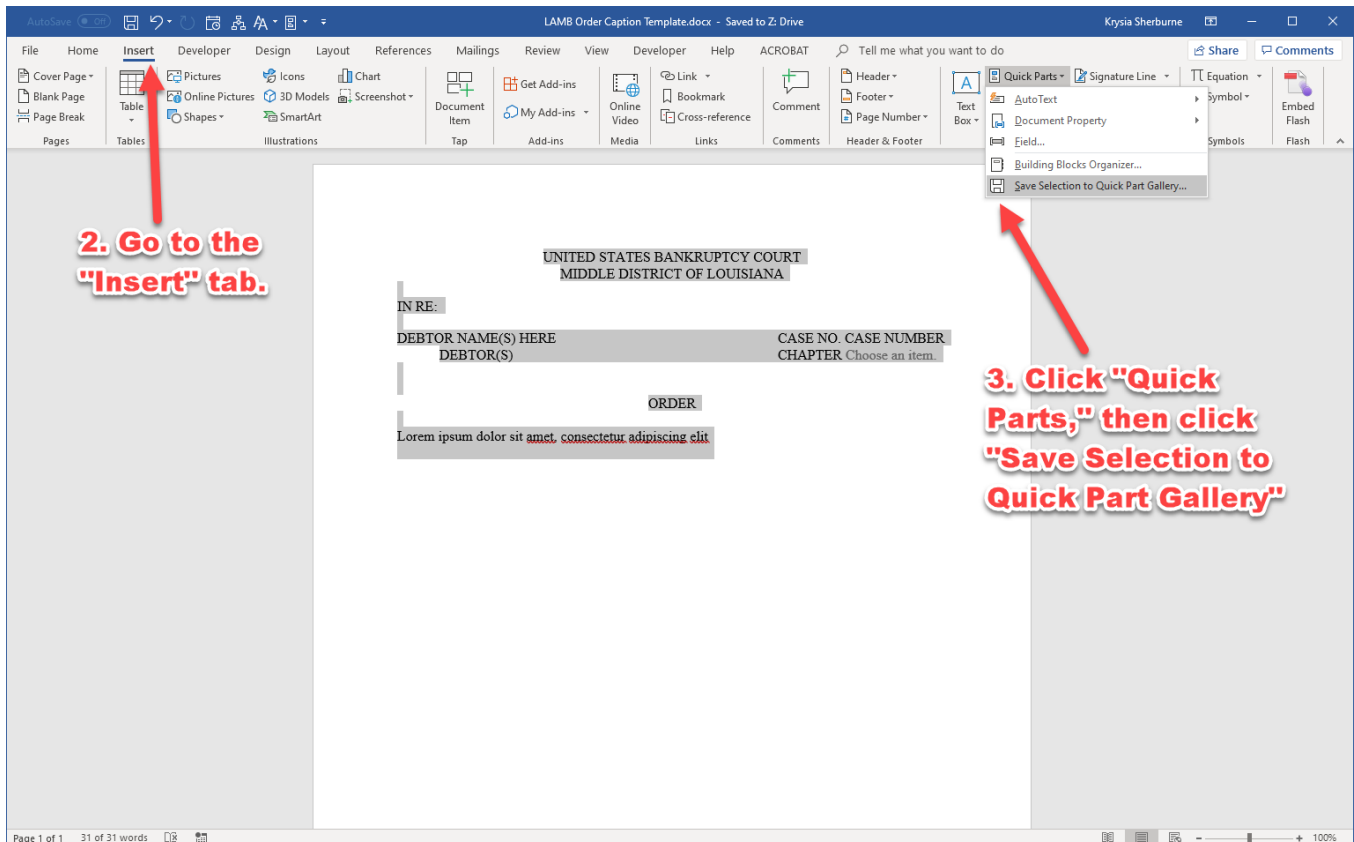 AutoSave Off LAMB Order Caption Template.docx - Saved to Z: Drive Krysia Sherburne
File Home Insert Developer Design Layout References Mailings Review View Developer Help ACROBAT Tell me what you want to do Share Comments
Cover Page
Blank Page
Page Break
Pages
Table
Tables
Pictures
Online Pictures
Shapes
Icons
3D Models
SmartArt
Chart
Screenshot
Illustrations
Document
Item
Tap
Get Add-ins
My Add-ins
Add-ins
Online
Video
Media
Link
Bookmark
Cross-reference
Links
Comment
Comments
Header
Footer
Page Number
Header & Footer
Text
Box
Quick Parts
Signature Line
Equation
Symbol
Symbols
Embed
Flash
Flash
AutoText
Document Property
Field...
Building Blocks Organizer...
Save Selection to Quick Part Gallery...
2. Go to the
"Insert" tab.
UNITED STATES BANKRUPTCY COURT
MIDDLE DISTRICT OF LOUISIANA
IN RE:
DEBTOR NAME(S) HERE CASE NO. CASE NUMBER
DEBTOR(S) CHAPTER Choose an item.
ORDER
Lorem ipsum dolor sit amet, consectetur adipiscing elit
3. Click "Quick
Parts," then click
"Save Selection to
Quick Part Gallery"
Page 1 of 1 31 of 31 words 100%